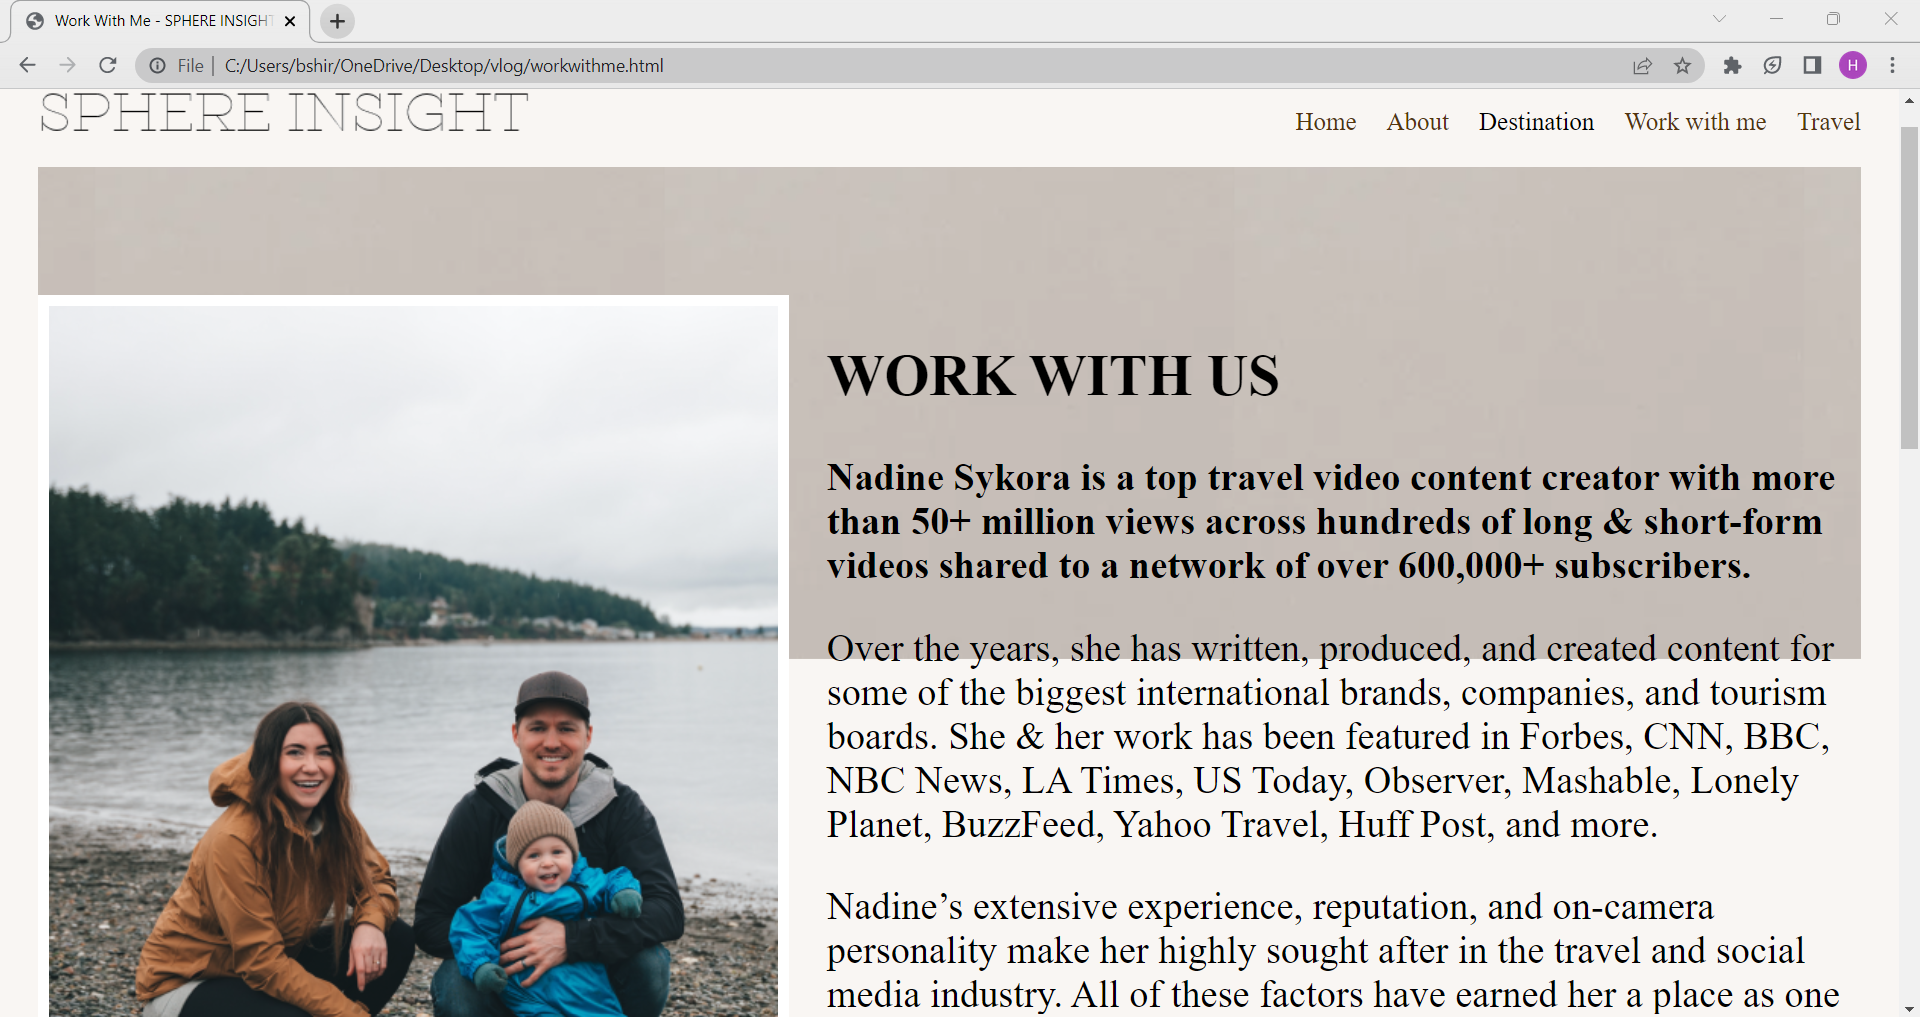 Work With Me - SPHERE INSIGHT
File | C:/Users/bshir/OneDrive/Desktop/vlog/workwithme.html
H
SPHERE INSIGHT
Home About Destination Work with me Travel
WORK WITH US
Nadine Sykora is a top travel video content creator with more
than 50+ million views across hundreds of long & short-form
videos shared to a network of over 600,000+ subscribers.
Over the years, she has written, produced, and created content for
some of the biggest international brands, companies, and tourism
boards. She & her work has been featured in Forbes, CNN, BBC,
NBC News, LA Times, US Today, Observer, Mashable, Lonely
Planet, BuzzFeed, Yahoo Travel, Huff Post, and more.
Nadine’s extensive experience, reputation, and on-camera
personality make her highly sought after in the travel and social
media industry. All of these factors have earned her a place as one